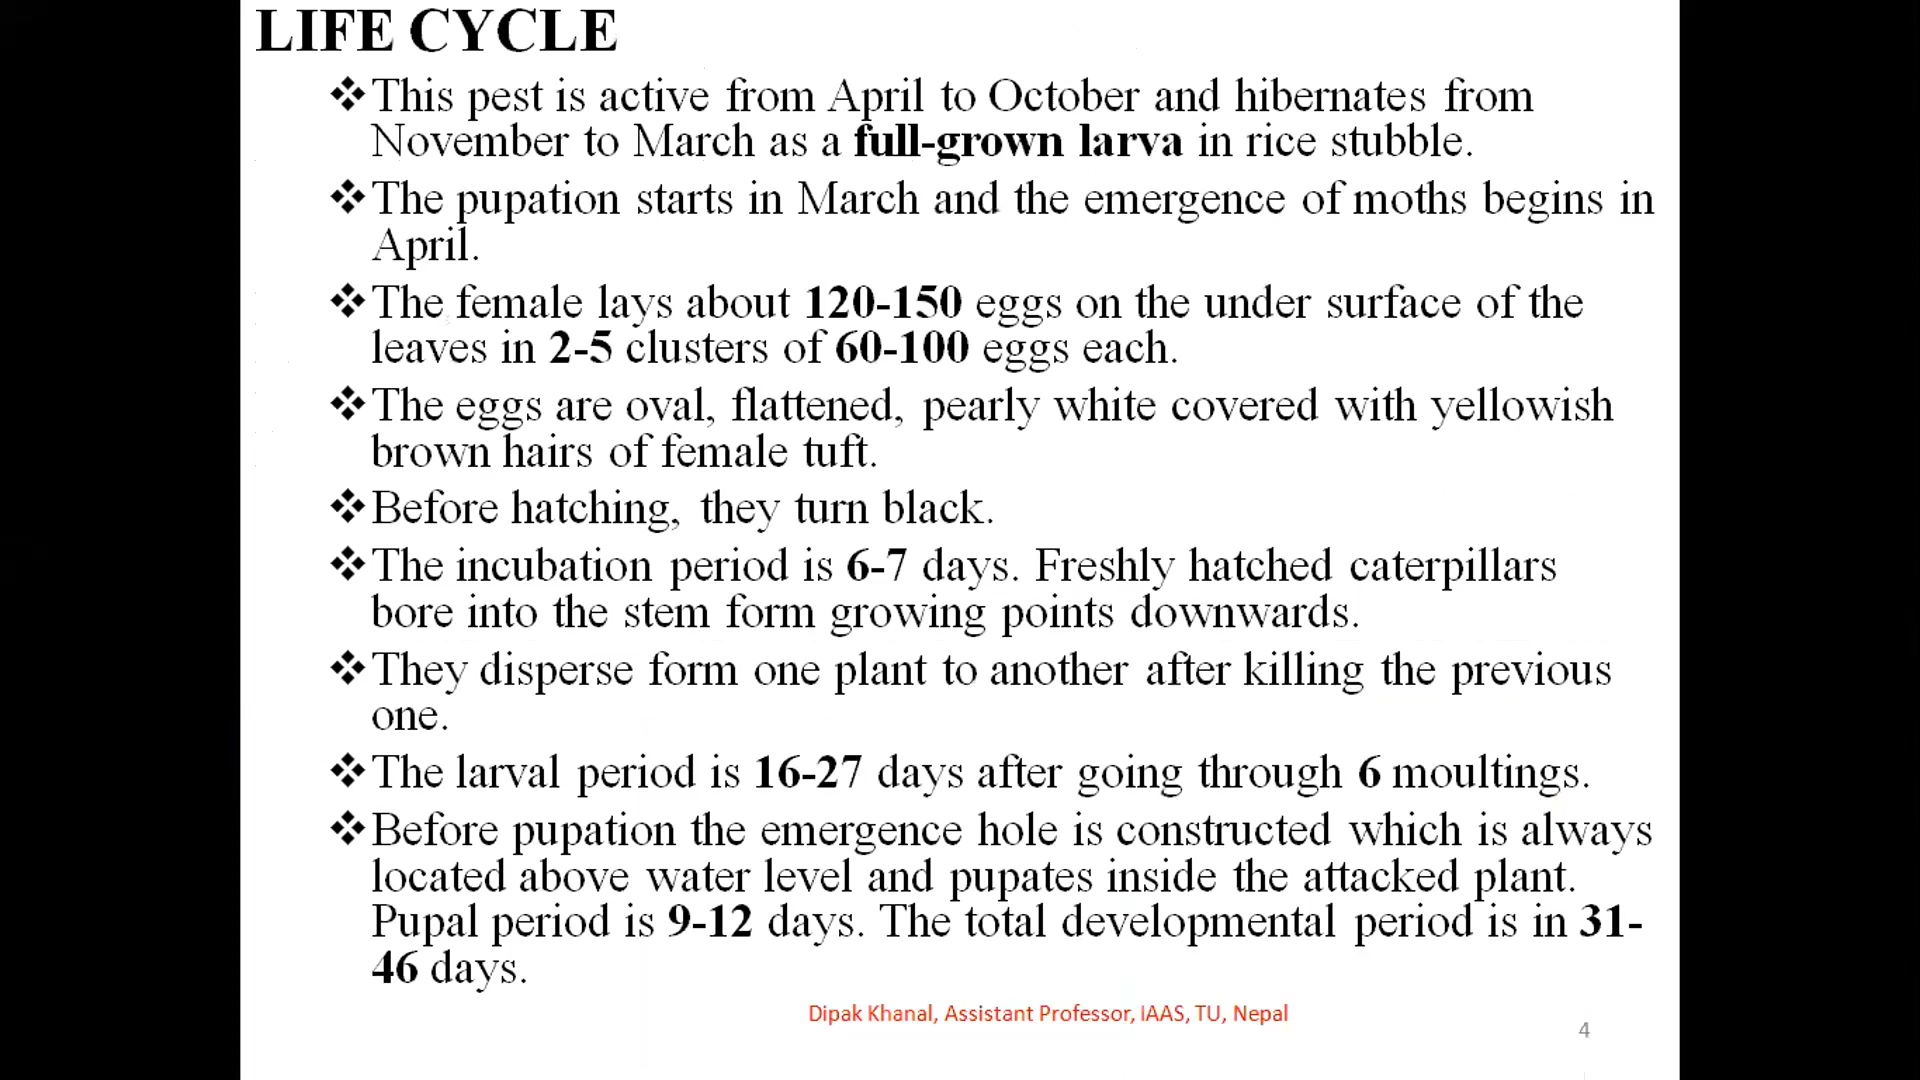 LIFE CYCLE
❖This pest is active from April to October and hibernates from
November to March as a full-grown larva in rice stubble.
❖The pupation starts in March and the emergence of moths begins in
April.
❖The female lays about 120-150 eggs on the under surface of the
leaves in 2-5 clusters of 60-100 eggs each.
❖The eggs are oval, flattened, pearly white covered with yellowish
brown hairs of female tuft.
❖Before hatching, they turn black.
❖The incubation period is 6-7 days. Freshly hatched caterpillars
bore into the stem form growing points downwards.
❖They disperse form one plant to another after killing the previous
one.
❖The larval period is 16-27 days after going through 6 moultings.
❖Before pupation the emergence hole is constructed which is always
located above water level and pupates inside the attacked plant.
Pupal period is 9-12 days. The total developmental period is in 31-
46 days.
Dipak Khanal, Assistant Professor, IAAS, TU, Nepal
4